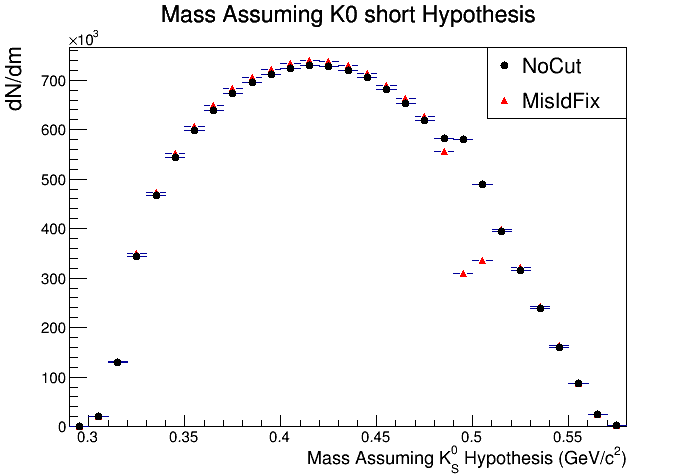 Mass Assuming K0 short Hypothesis
×10³
dN/dm
NoCut
MisIdFix
700
600
500
400
300
200
100
0
0.3 0.35 0.4 0.45 0.5 0.55
Mass Assuming K⁰_S Hypothesis (GeV/c²)